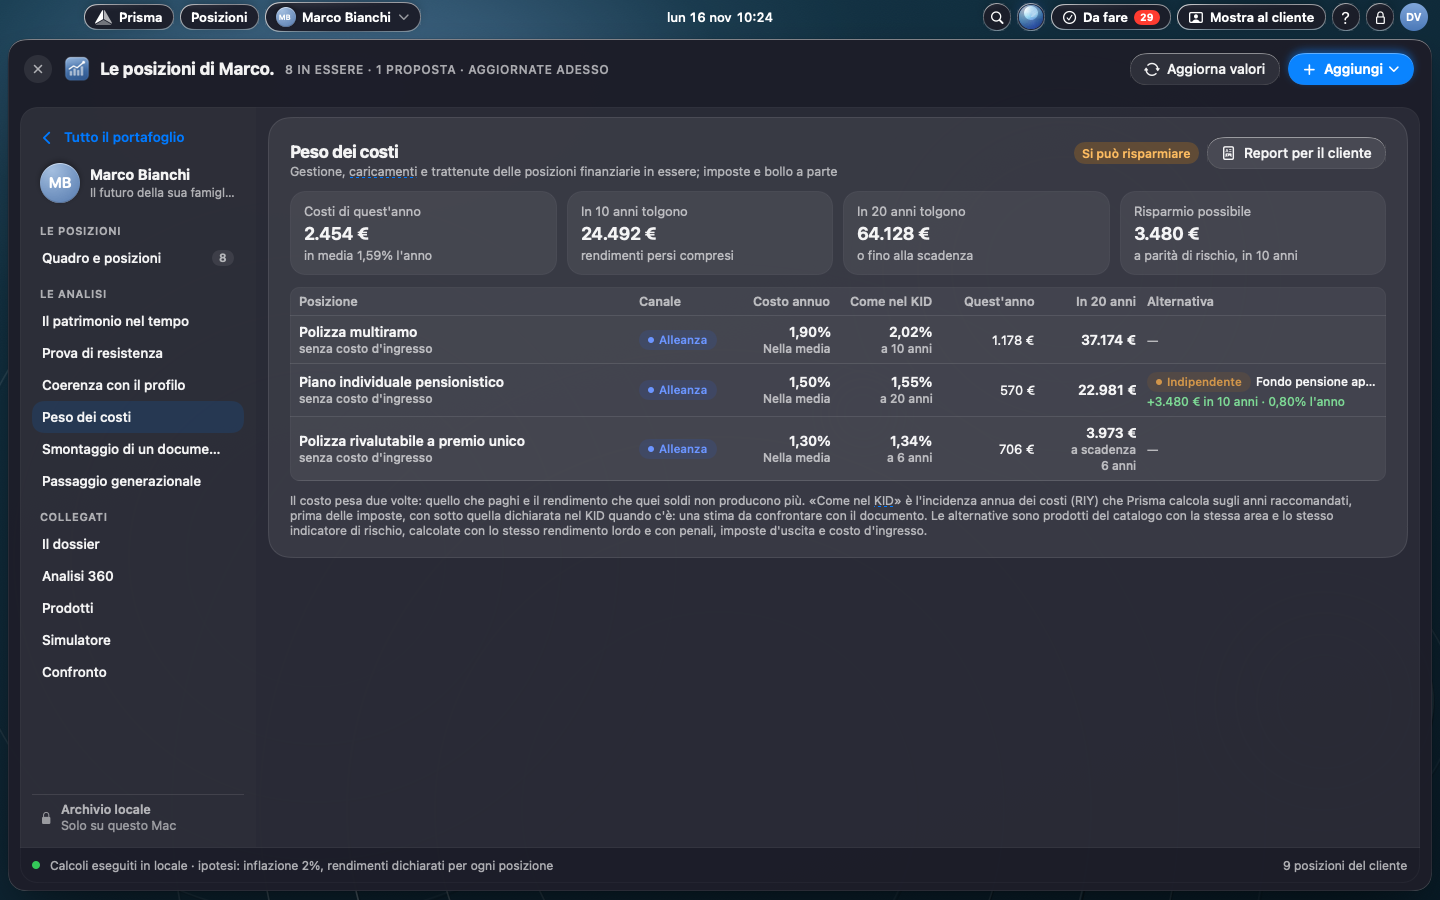 Prisma
Posizioni
MB Marco Bianchi
lun 16 nov 10:24
Da fare 29
Mostra al cliente
?
DV
Le posizioni di Marco.
8 IN ESSERE · 1 PROPOSTA · AGGIORNATE ADESSO
Aggiorna valori
+ Aggiungi
Tutto il portafoglio
MB
Marco Bianchi
Il futuro della sua famigl...
LE POSIZIONI
Quadro e posizioni 8
LE ANALISI
Il patrimonio nel tempo
Prova di resistenza
Coerenza con il profilo
Peso dei costi
Smontaggio di un docume...
Passaggio generazionale
COLLEGATI
Il dossier
Analisi 360
Prodotti
Simulatore
Confronto
Archivio locale
Solo su questo Mac
Peso dei costi
Gestione, caricamenti e trattenute delle posizioni finanziarie in essere; imposte e bollo a parte
Si può risparmiare
Report per il cliente
Costi di quest'anno
2.454 €
in media 1,59% l'anno
In 10 anni tolgono
24.492 €
rendimenti persi compresi
In 20 anni tolgono
64.128 €
o fino alla scadenza
Risparmio possibile
3.480 €
a parità di rischio, in 10 anni
Posizione Canale Costo annuo Come nel KID Quest'anno In 20 anni Alternativa
Polizza multiramo
senza costo d'ingresso
Alleanza
1,90%
Nella media
2,02%
a 10 anni
1.178 €
37.174 €
—
Piano individuale pensionistico
senza costo d'ingresso
Alleanza
1,50%
Nella media
1,55%
a 20 anni
570 €
22.981 €
Indipendente Fondo pensione ap...
+3.480 € in 10 anni · 0,80% l'anno
Polizza rivalutabile a premio unico
senza costo d'ingresso
Alleanza
1,30%
Nella media
1,34%
a 6 anni
706 €
3.973 €
a scadenza
6 anni
—
Il costo pesa due volte: quello che paghi e il rendimento che quei soldi non producono più. «Come nel KID» è l'incidenza annua dei costi (RIY) che Prisma calcola sugli anni raccomandati,
prima delle imposte, con sotto quella dichiarata nel KID quando c'è: una stima da confrontare con il documento. Le alternative sono prodotti del catalogo con la stessa area e lo stesso
indicatore di rischio, calcolate con lo stesso rendimento lordo e con penali, imposte d'uscita e costo d'ingresso.
Calcoli eseguiti in locale · ipotesi: inflazione 2%, rendimenti dichiarati per ogni posizione
9 posizioni del cliente